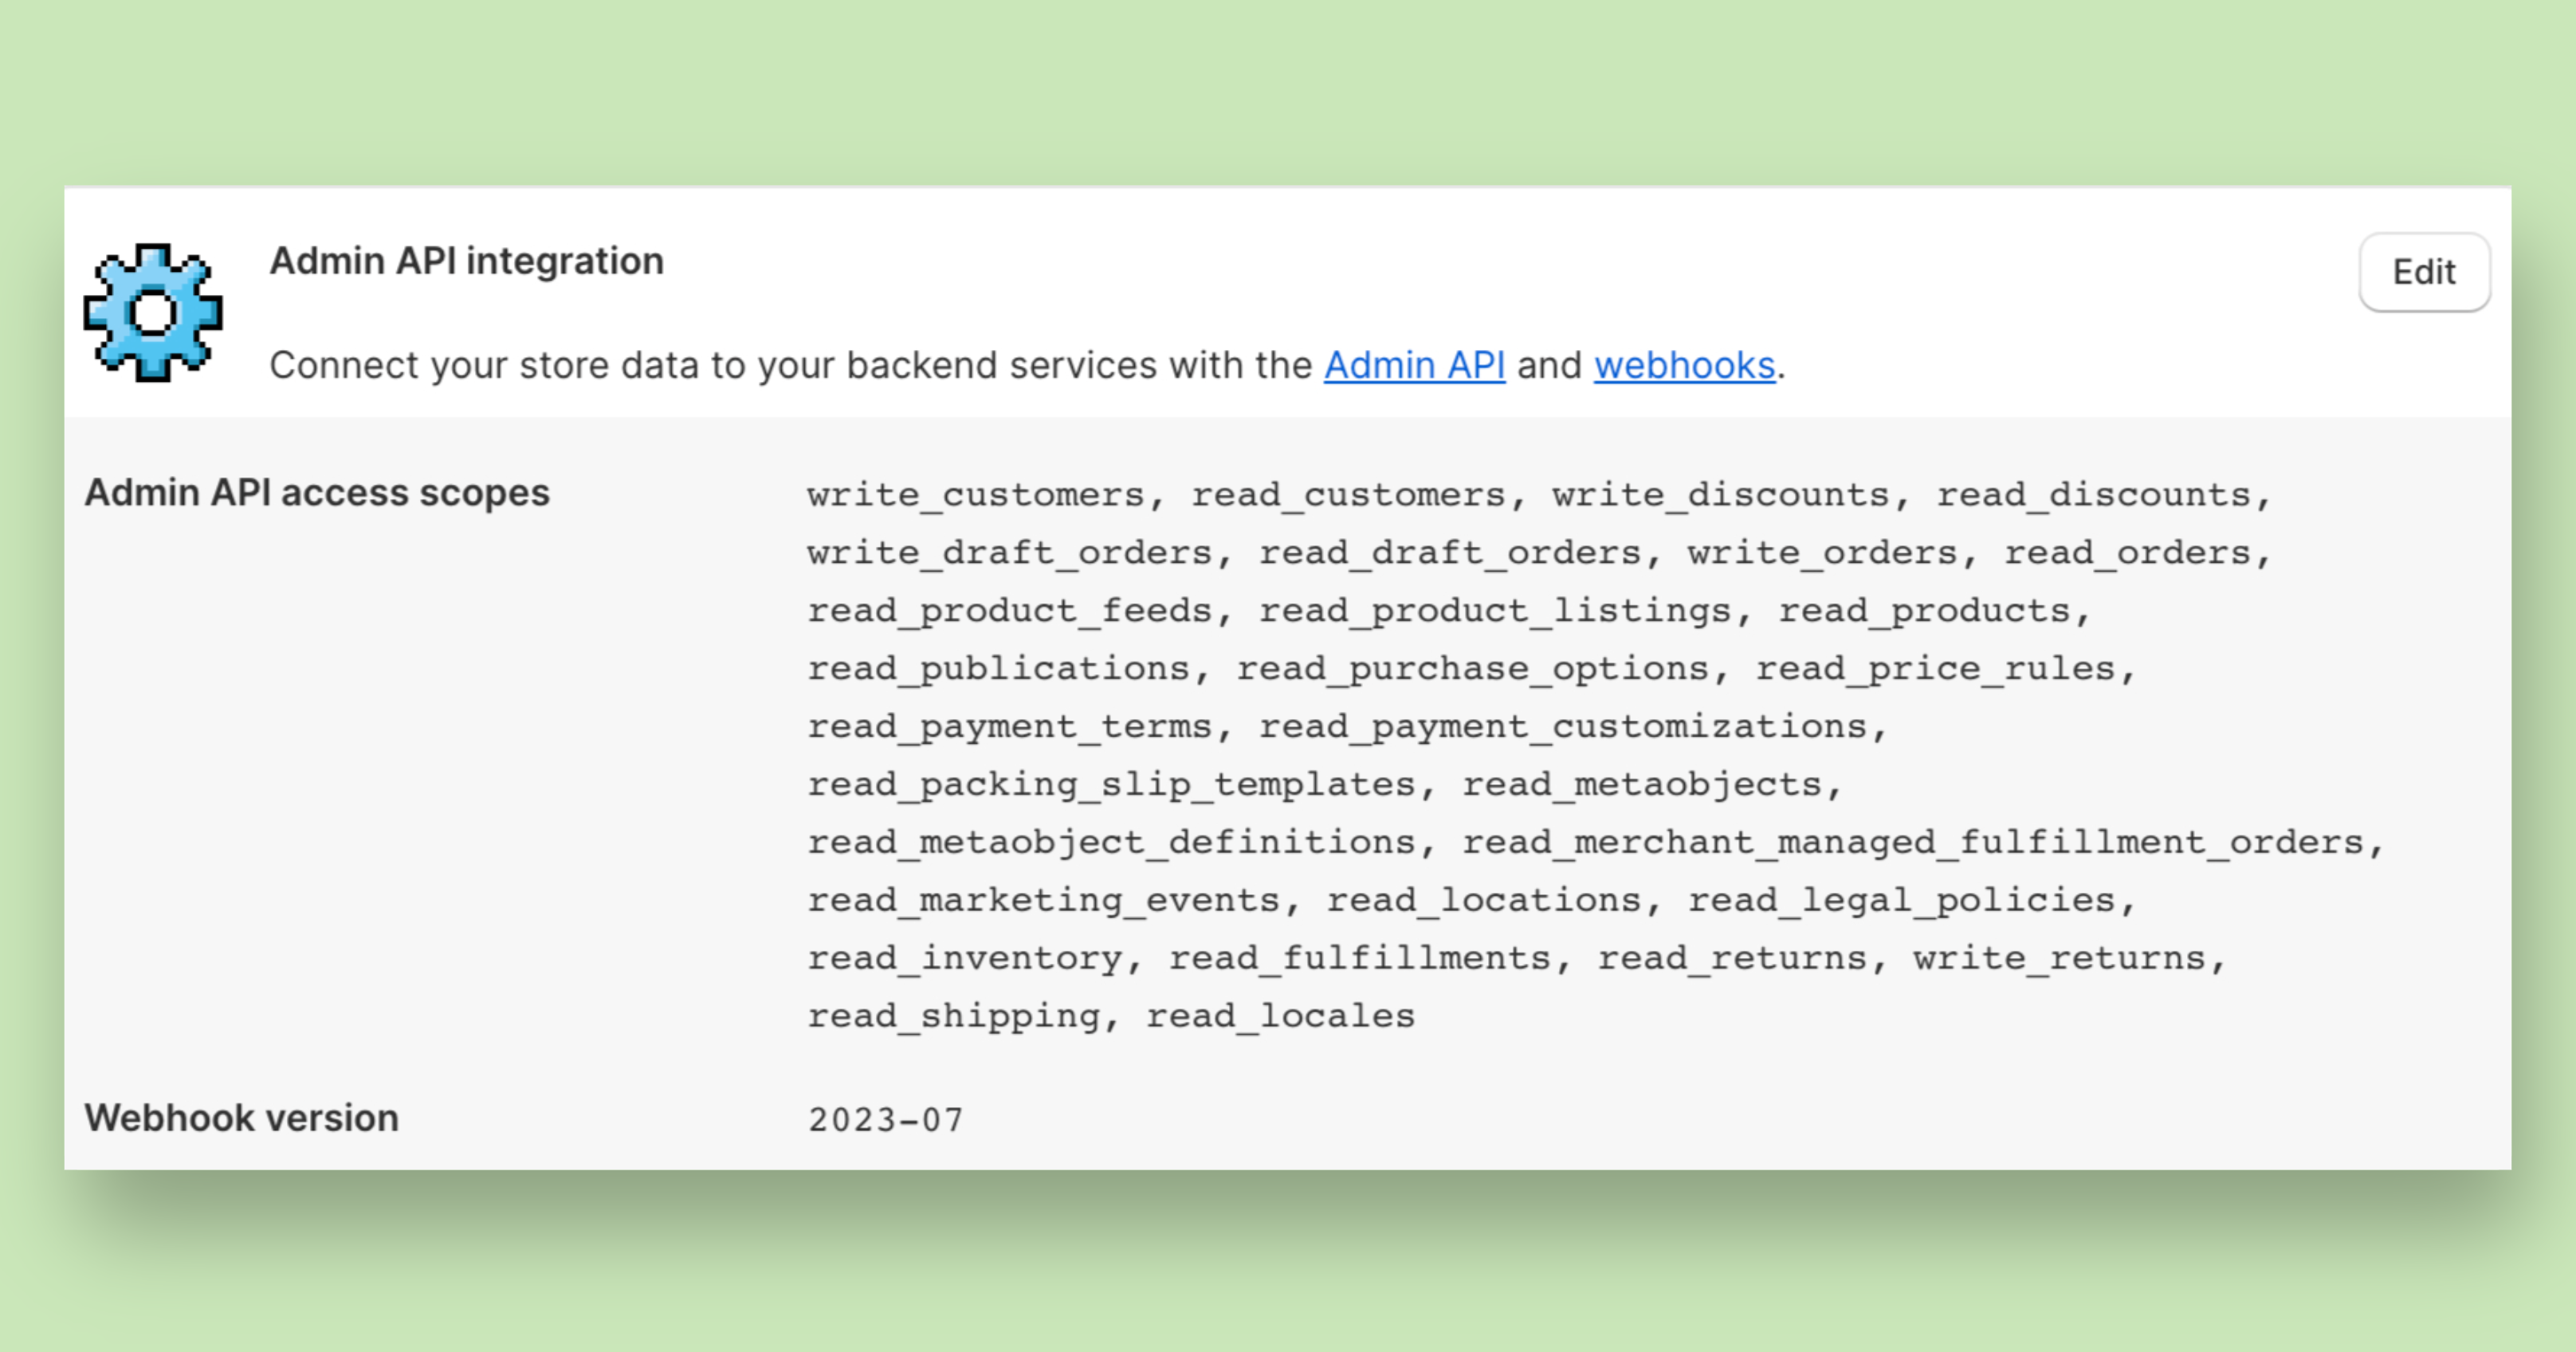 Admin API integration
Edit
Connect your store data to your backend services with the Admin API and webhooks.
Admin API access scopes
write_customers, read_customers, write_discounts, read_discounts,
write_draft_orders, read_draft_orders, write_orders, read_orders,
read_product_feeds, read_product_listings, read_products,
read_publications, read_purchase_options, read_price_rules,
read_payment_terms, read_payment_customizations,
read_packing_slip_templates, read_metaobjects,
read_metaobject_definitions, read_merchant_managed_fulfillment_orders,
read_marketing_events, read_locations, read_legal_policies,
read_inventory, read_fulfillments, read_returns, write_returns,
read_shipping, read_locales
Webhook version
2023-07